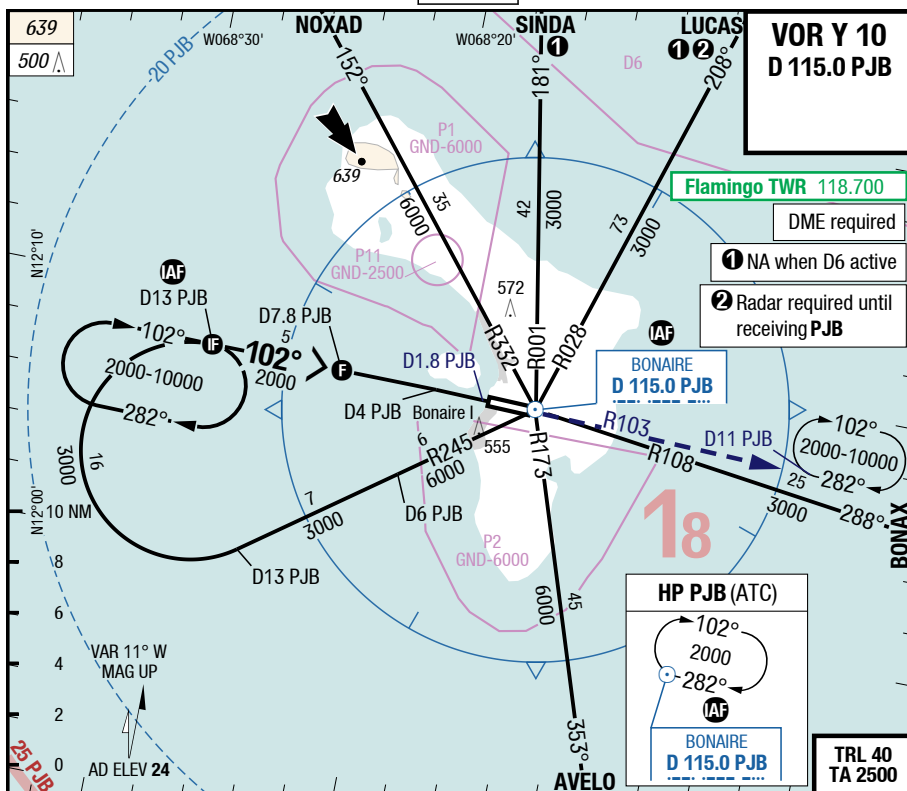 639
500
W068°30'
NOXAD
W068°20'
SINDA
1
LUCAS
1 2
VOR Y 10
D 115.0 PJB
20 PJB
152°
181°
208°
D6
P1
GND-6000
639
35
6000
42
3000
73
3000
Flamingo TWR 118.700
DME required
1 NA when D6 active
2 Radar required until
receiving PJB
N12°10'
P11
GND-2500
IAF
D13 PJB
D7.8 PJB
572
R332
R001
R028
IAF
BONAIRE
D 115.0 PJB
102°
IF
5
102°
2000
F
2000-10000
282°
D1.8 PJB
D4 PJB
Bonaire I
555
R103
D11 PJB
102°
2000-10000
282°
R108
25
3000
288°
BONAX
16
3000
6
R245
6000
R173
7
3000
D6 PJB
D13 PJB
N12°00'
10 NM
8
6
4
2
0
P2
GND-6000
18
45
6000
353°
AVELO
HP PJB (ATC)
102°
2000
282°
IAF
BONAIRE
D 115.0 PJB
VAR 11° W
MAG UP
AD ELEV 24
25 PJB
TRL 40
TA 2500